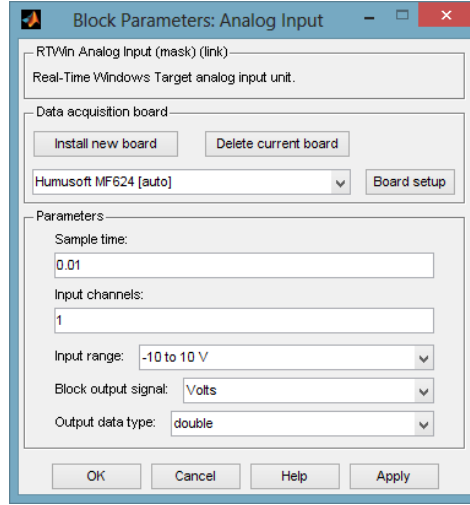 Block Parameters: Analog Input
RTWin Analog Input (mask) (link)
Real-Time Windows Target analog input unit.
Data acquisition board
Install new board Delete current board
Humusoft MF624 [auto] Board setup
Parameters
Sample time:
0.01
Input channels:
1
Input range: -10 to 10 V
Block output signal: Volts
Output data type: double
OK Cancel Help Apply